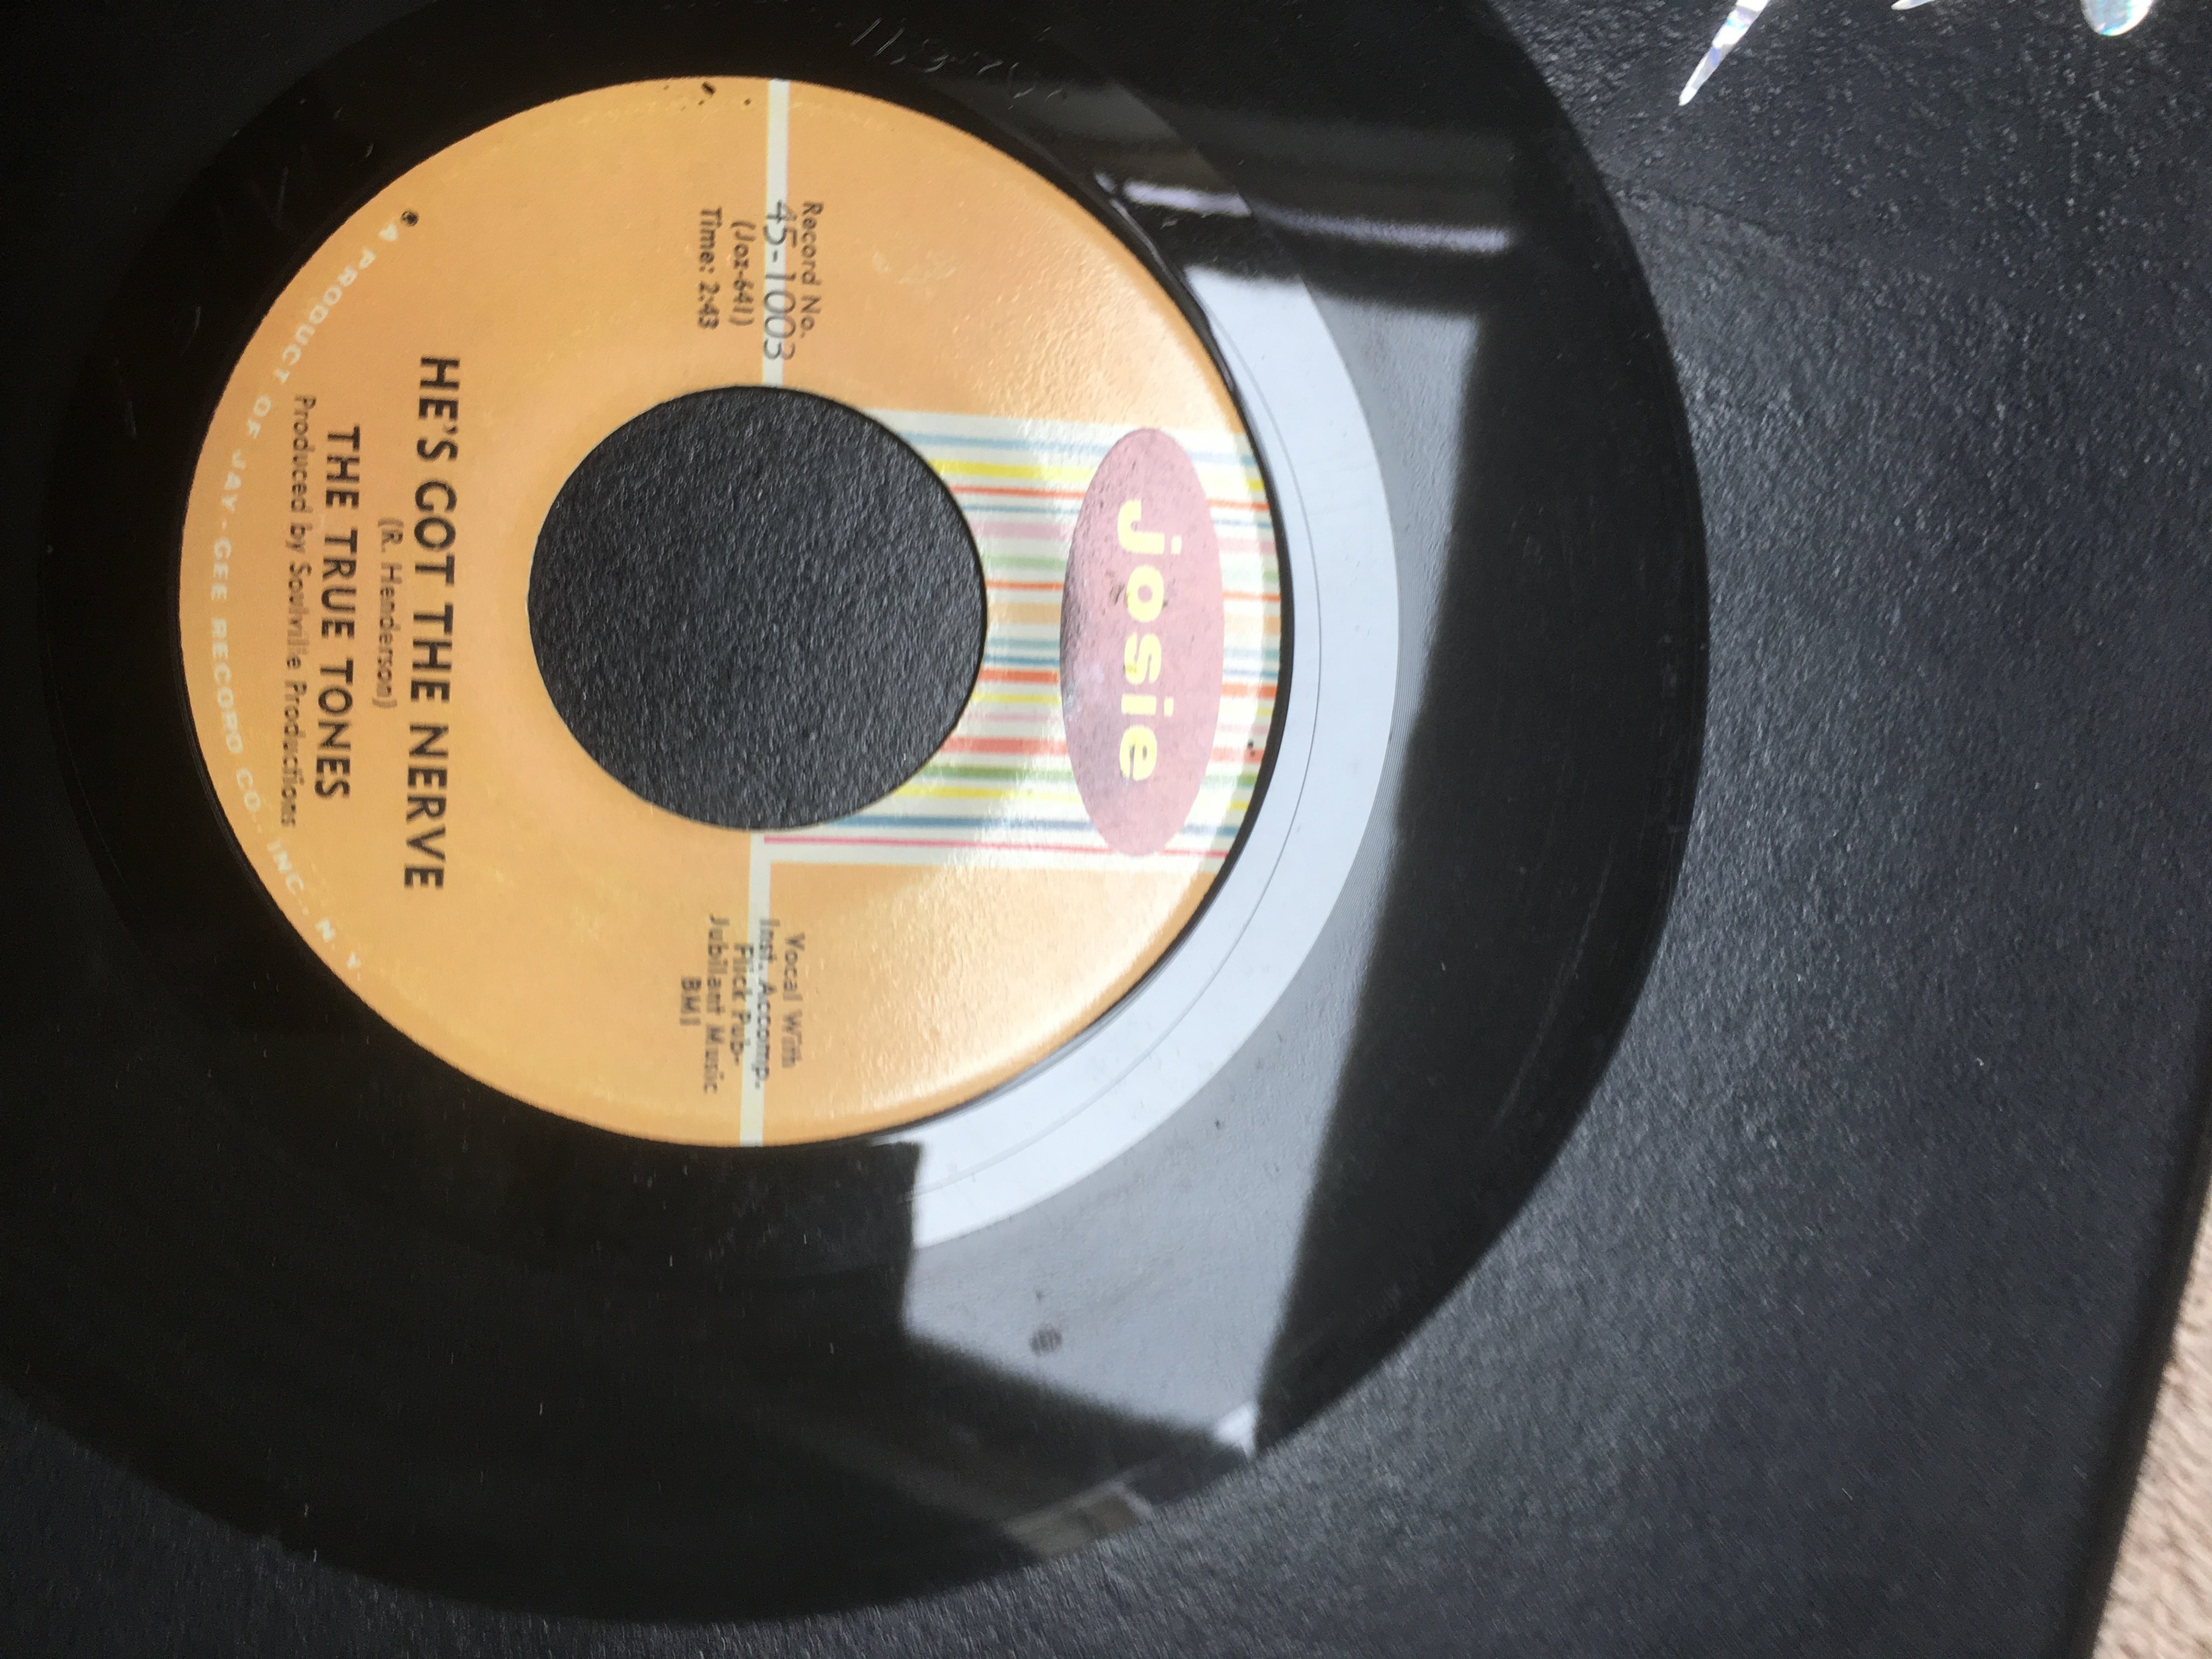 josie
Record No.
45-1003
(Joz-641)
Time: 2:43
Vocal With
Inst. Accomp.
Flick Pub-
Jubilant Music
BMI
HE'S GOT THE NERVE
(R. Henderson)
THE TRUE TONES
Produced by Soulville Productions
A PRODUCT OF JAY-GEE RECORD CO., INC., N. Y.